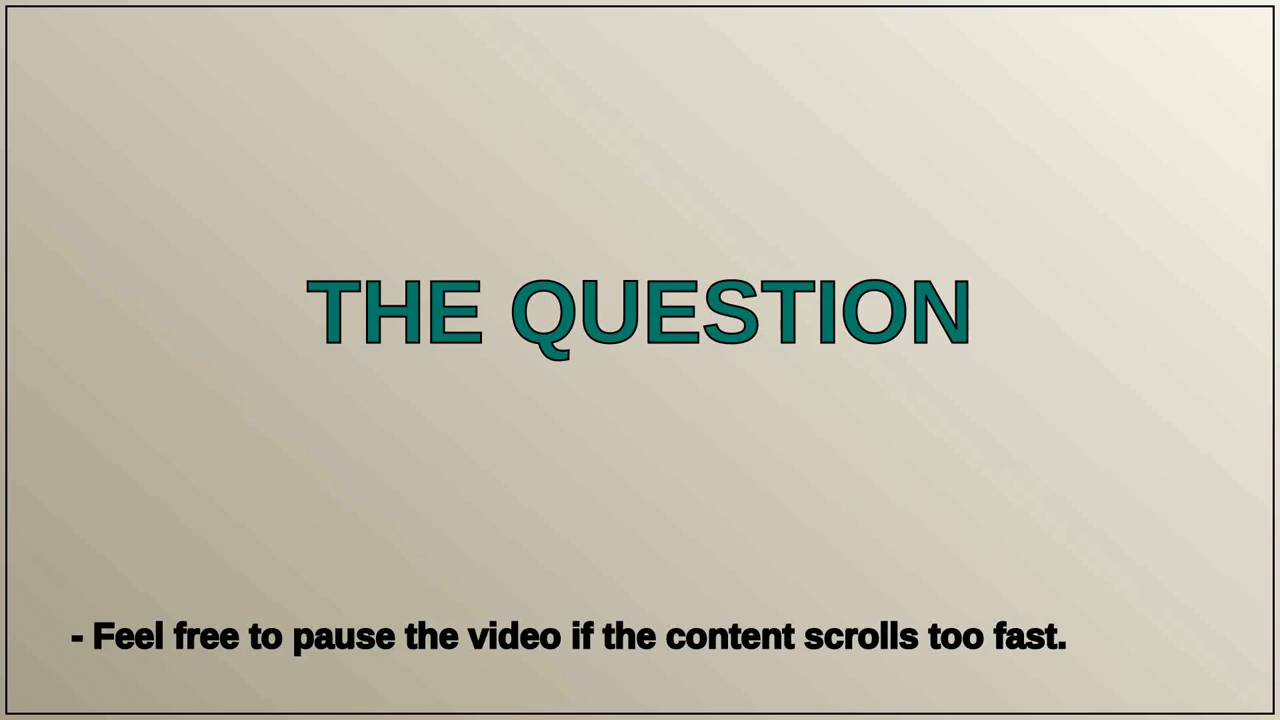 THE QUESTION
- Feel free to pause the video if the content scrolls too fast.